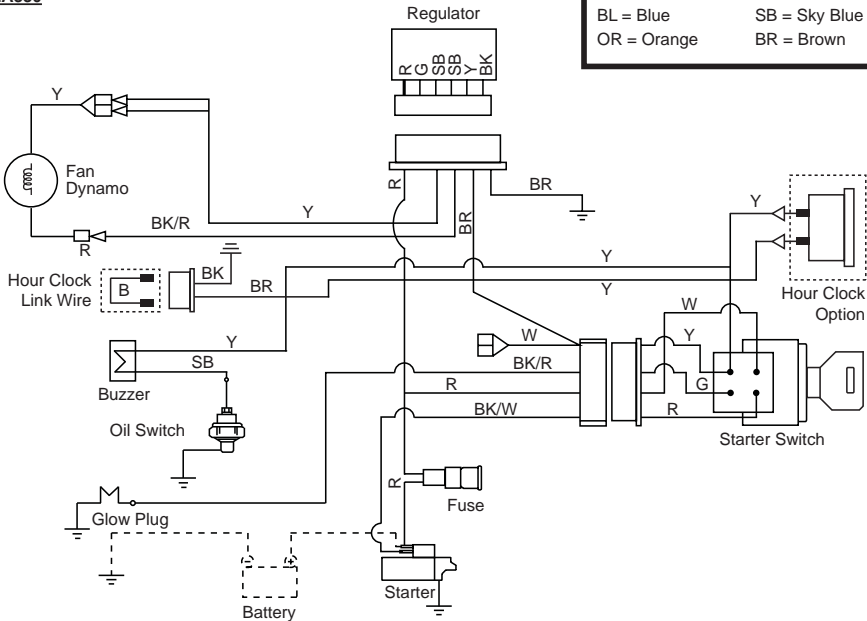 Regulator
BL = Blue SB = Sky Blue
OR = Orange BR = Brown
R G SB SB Y BK
Y
Fan
Dynamo
R
BR
BR
Y
BK/R
Y
R
Y
Hour Clock
Link Wire
B
BK
BR
Y
Hour Clock
Option
W
W
Y
Y
SB
BK/R
Buzzer
R
G
BK/W
R
Oil Switch
Starter Switch
R
Fuse
Glow Plug
- +
Starter
Battery